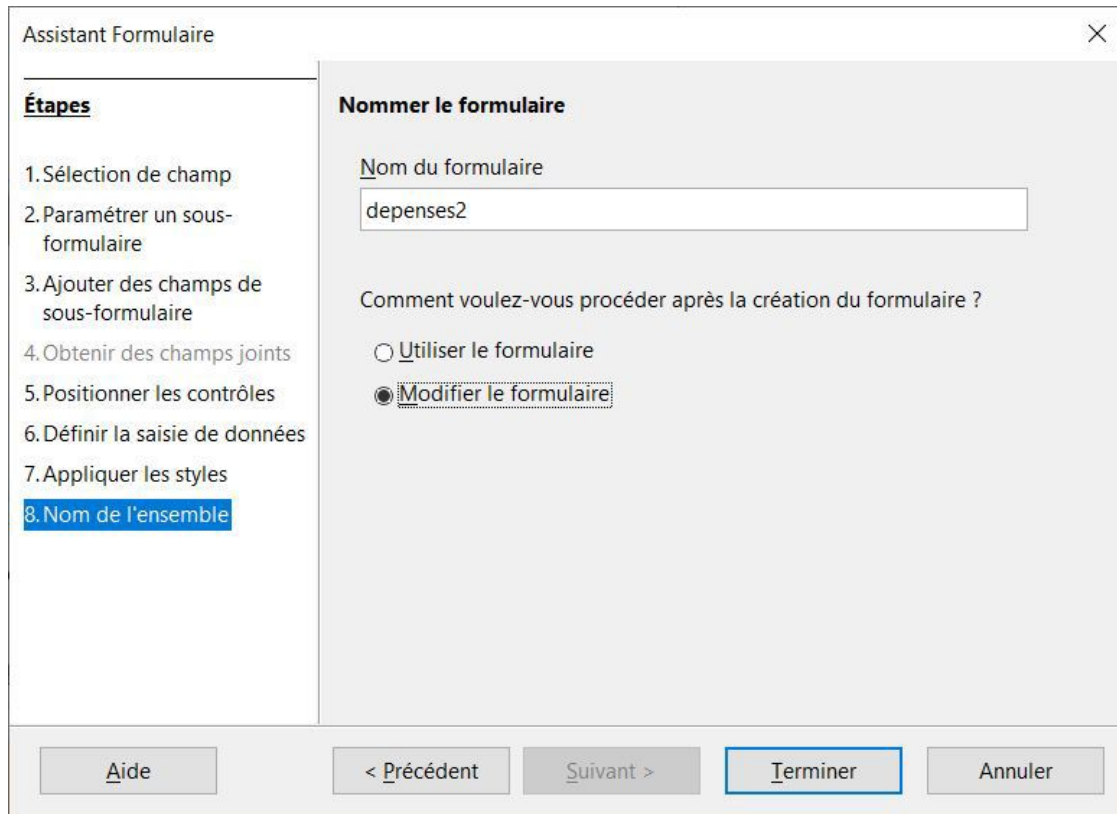 Assistant Formulaire
Étapes
1. Sélection de champ
2. Paramétrer un sous-
formulaire
3. Ajouter des champs de
sous-formulaire
4. Obtenir des champs joints
5. Positionner les contrôles
6. Définir la saisie de données
7. Appliquer les styles
8. Nom de l'ensemble
Nommer le formulaire
Nom du formulaire
depenses2
Comment voulez-vous procéder après la création du formulaire ?
Utiliser le formulaire
Modifier le formulaire
Aide
< Précédent
Suivant >
Terminer
Annuler